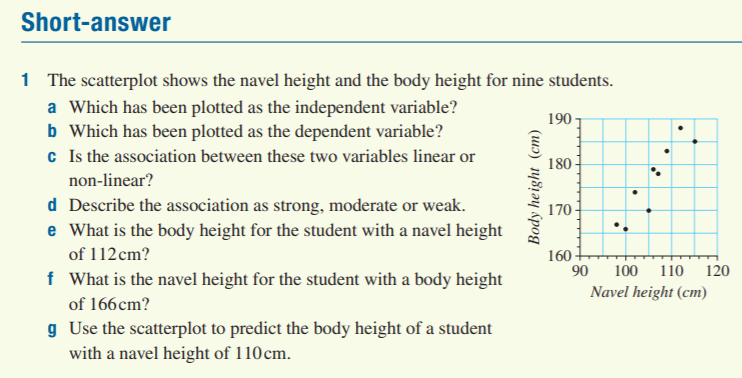 Short-answer
1 The scatterplot shows the navel height and the body height for nine students.
a Which has been plotted as the independent variable?
b Which has been plotted as the dependent variable?
c Is the association between these two variables linear or
non-linear?
d Describe the association as strong, moderate or weak.
e What is the body height for the student with a navel height
of 112cm?
f What is the navel height for the student with a body height
of 166cm?
g Use the scatterplot to predict the body height of a student
with a navel height of 110cm.
Body height (cm)
190
180
170
160
90 100 110 120
Navel height (cm)